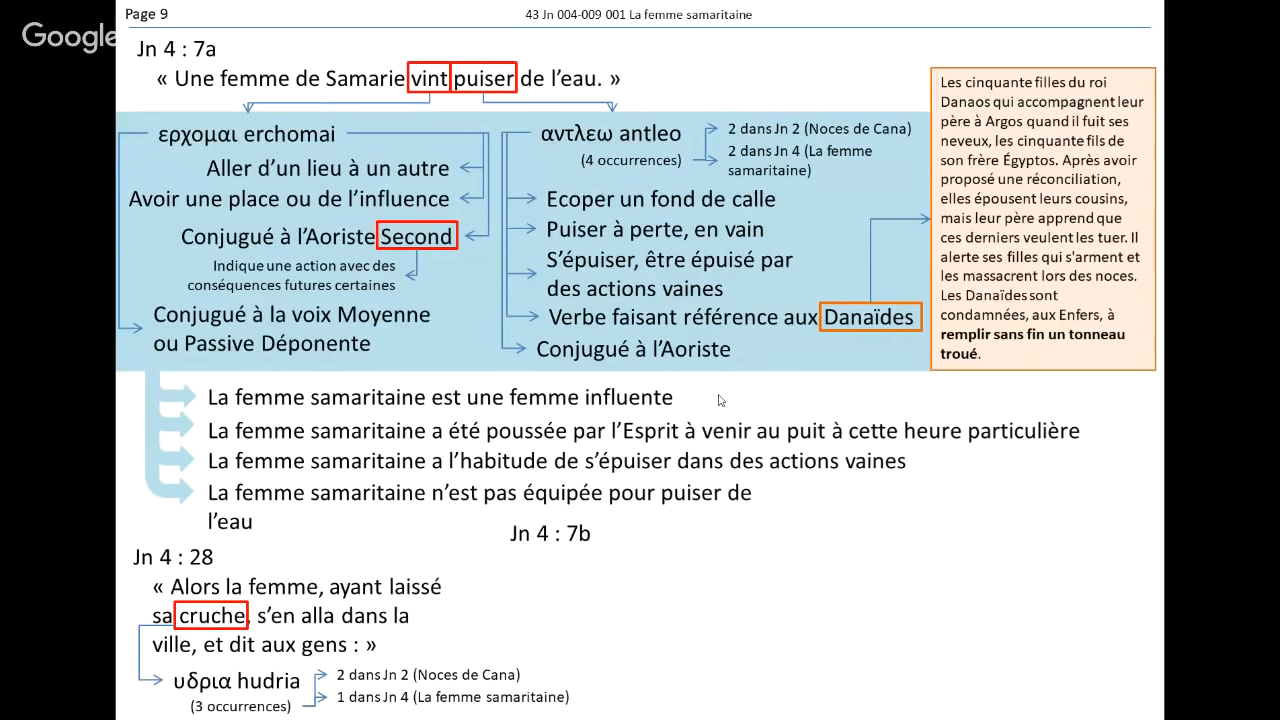 Google
Page 9
43 Jn 004-009 001 La femme samaritaine
Jn 4 : 7a
« Une femme de Samarie vint puiser de l’eau. »
ερχομαι erchomai
Aller d’un lieu à un autre
Avoir une place ou de l’influence
Conjugué à l’Aoriste Second
Indique une action avec des
conséquences futures certaines
Conjugué à la voix Moyenne
ou Passive Déponente
αντλεω antleo
(4 occurrences)
2 dans Jn 2 (Noces de Cana)
2 dans Jn 4 (La femme
samaritaine)
Ecoper un fond de calle
Puiser à perte, en vain
S’épuiser, être épuisé par
des actions vaines
Verbe faisant référence aux Danaïdes
Conjugué à l’Aoriste
Les cinquante filles du roi
Danaos qui accompagnent leur
père à Argos quand il fuit ses
neveux, les cinquante fils de
son frère Égyptos. Après avoir
proposé une réconciliation,
elles épousent leurs cousins,
mais leur père apprend que
ces derniers veulent les tuer. Il
alerte ses filles qui s'arment et
les massacrent lors des noces.
Les Danaïdes sont
condamnées, aux Enfers, à
remplir sans fin un tonneau
troué.
La femme samaritaine est une femme influente
La femme samaritaine a été poussée par l’Esprit à venir au puit à cette heure particulière
La femme samaritaine a l’habitude de s’épuiser dans des actions vaines
La femme samaritaine n’est pas équipée pour puiser de
l’eau
Jn 4 : 7b
Jn 4 : 28
« Alors la femme, ayant laissé
sa cruche, s’en alla dans la
ville, et dit aux gens : »
υδρια hudria
(3 occurrences)
2 dans Jn 2 (Noces de Cana)
1 dans Jn 4 (La femme samaritaine)